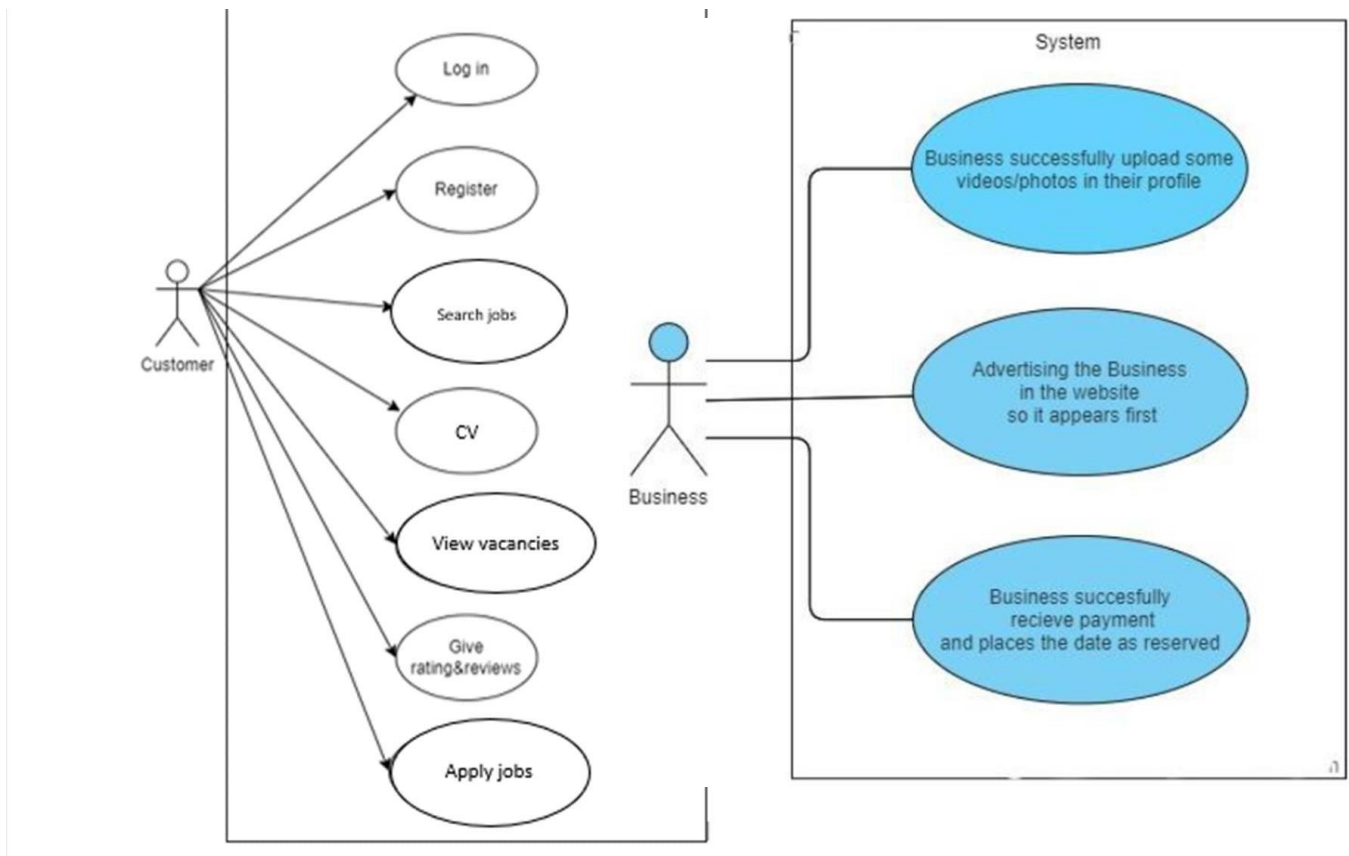 Log in
Register
Search jobs
Customer
CV
View vacancies
Give
rating&reviews
Apply jobs
Business
System
Business successfully upload some
videos/photos in their profile
Advertising the Business
in the website
so it appears first
Business succesfully
recieve payment
and places the date as reserved